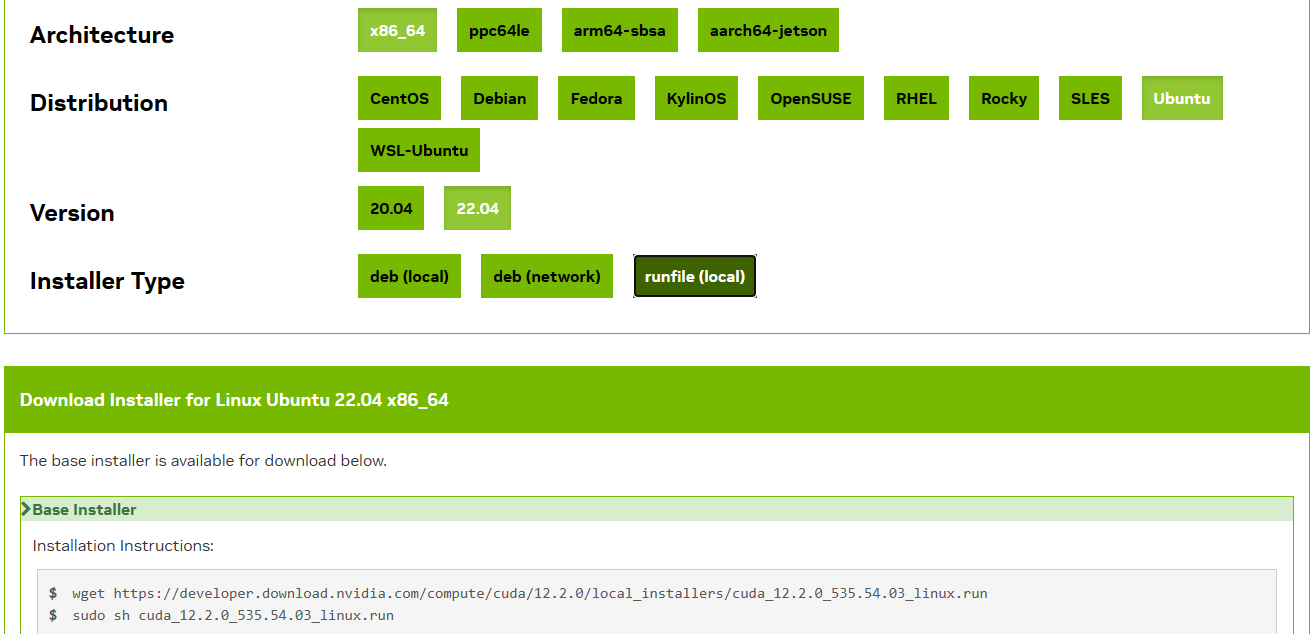 Architecture x86_64 ppc64le arm64-sbsa aarch64-jetson
Distribution CentOS Debian Fedora KylinOS OpenSUSE RHEL Rocky SLES Ubuntu
WSL-Ubuntu
Version 20.04 22.04
Installer Type deb (local) deb (network) runfile (local)
Download Installer for Linux Ubuntu 22.04 x86_64
The base installer is available for download below.
Base Installer
Installation Instructions:
$ wget https://developer.download.nvidia.com/compute/cuda/12.2.0/local_installers/cuda_12.2.0_535.54.03_linux.run
$ sudo sh cuda_12.2.0_535.54.03_linux.run